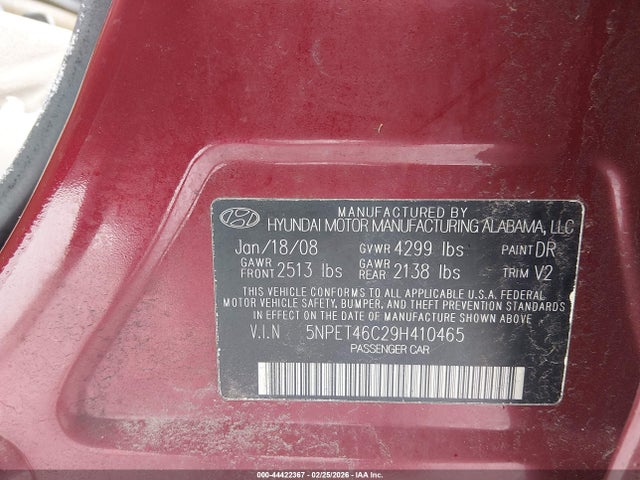 MANUFACTURED BY
HYUNDAI MOTOR MANUFACTURING ALABAMA, LLC
Jan/18/08 GVWR 4299 lbs PAINT DR
GAWR FRONT 2513 lbs GAWR REAR 2138 lbs TRIM V2
THIS VEHICLE CONFORMS TO ALL APPLICABLE U.S.A. FEDERAL
MOTOR VEHICLE SAFETY, BUMPER, AND THEFT PREVENTION STANDARDS
IN EFFECT ON THE DATE OF MANUFACTURE SHOWN ABOVE.
V.I.N 5NPET46C29H410465
PASSENGER CAR
000-44422367 - 02/25/2026 - IAAI.CA